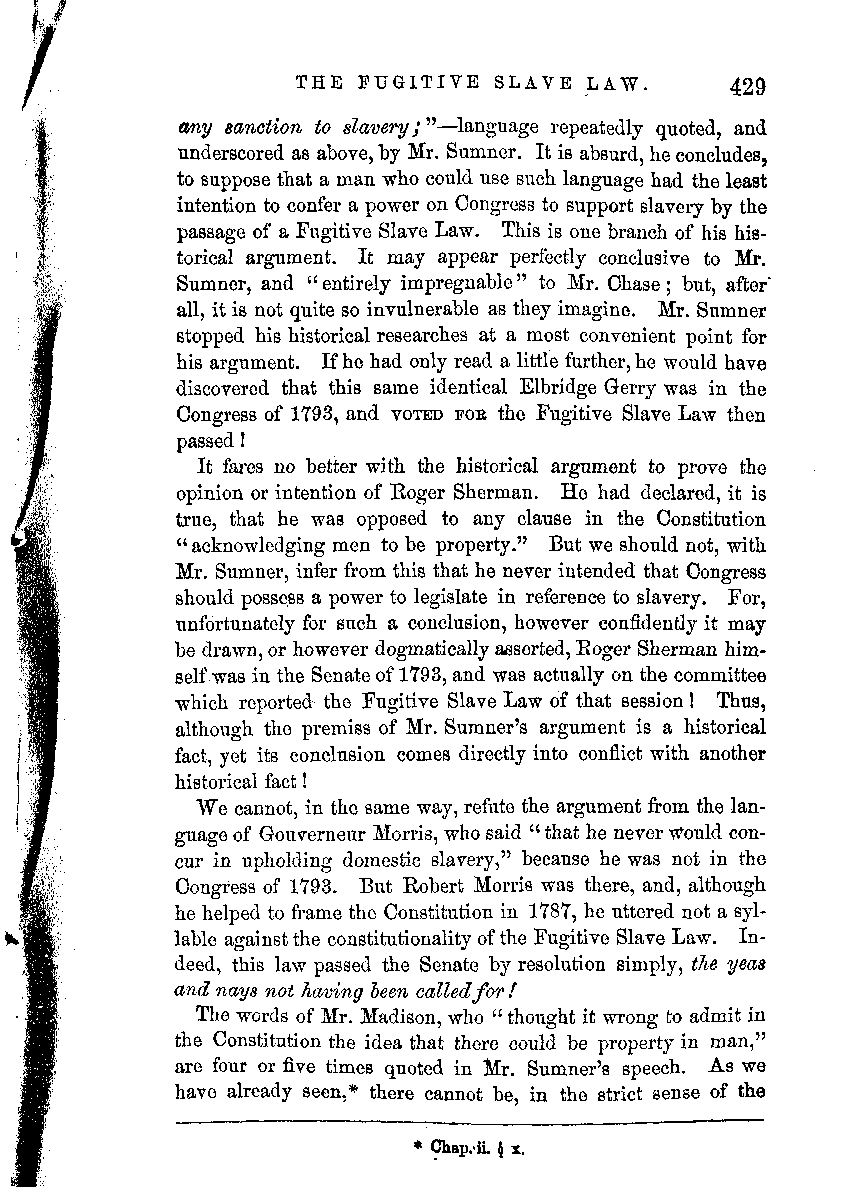 THE FUGITIVE SLAVE LAW. 429
any sanction to slavery;"—language repeatedly quoted, and
underscored as above, by Mr. Sumner. It is absurd, he concludes,
to suppose that a man who could use such language had the least
intention to confer a power on Congress to support slavery by the
passage of a Fugitive Slave Law. This is one branch of his his-
torical argument. It may appear perfectly conclusive to Mr.
Sumner, and "entirely impregnable" to Mr. Chase; but, after
all, it is not quite so invulnerable as they imagine. Mr. Sumner
stopped his historical researches at a most convenient point for
his argument. If he had only read a little further, he would have
discovered that this same identical Elbridge Gerry was in the
Congress of 1793, and VOTED FOR the Fugitive Slave Law then
passed!
It fares no better with the historical argument to prove the
opinion or intention of Roger Sherman. He had declared, it is
true, that he was opposed to any clause in the Constitution
"acknowledging men to be property." But we should not, with
Mr. Sumner, infer from this that he never intended that Congress
should possess a power to legislate in reference to slavery. For,
unfortunately for such a conclusion, however confidently it may
be drawn, or however dogmatically asserted, Roger Sherman him-
self was in the Senate of 1793, and was actually on the committee
which reported the Fugitive Slave Law of that session! Thus,
although the premiss of Mr. Sumner's argument is a historical
fact, yet its conclusion comes directly into conflict with another
historical fact!
We cannot, in the same way, refute the argument from the lan-
guage of Gouverneur Morris, who said "that he never would con-
cur in upholding domestic slavery," because he was not in the
Congress of 1793. But Robert Morris was there, and, although
he helped to frame the Constitution in 1787, he uttered not a syl-
lable against the constitutionality of the Fugitive Slave Law. In-
deed, this law passed the Senate by resolution simply, the yeas
and nays not having been called for!
The words of Mr. Madison, who "thought it wrong to admit in
the Constitution the idea that there could be property in man,"
are four or five times quoted in Mr. Sumner's speech. As we
have already seen,* there cannot be, in the strict sense of the
* Chap. ii. § x.